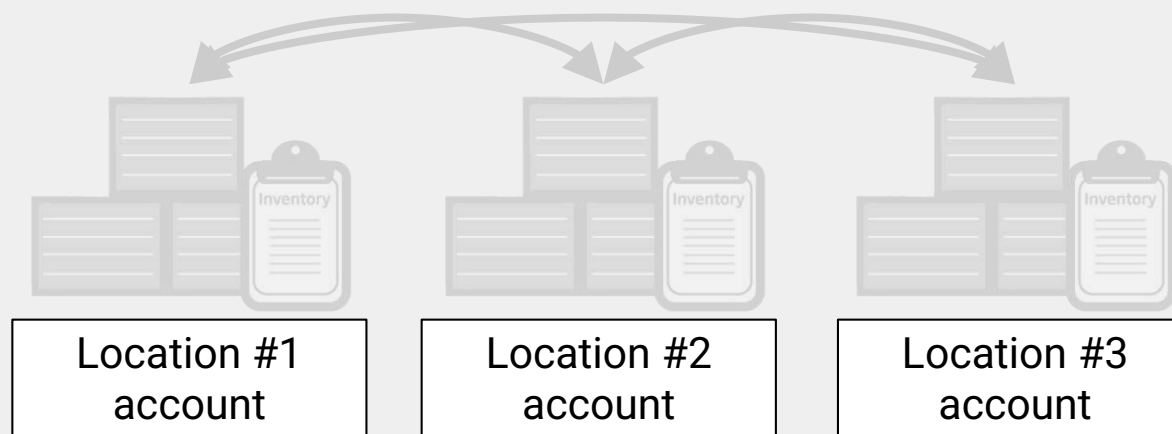 Inventory
Inventory
Inventory
Location #1
account
Location #2
account
Location #3
account